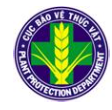 CỤC BẢO VỆ THỰC VẬT
PLANT PROTECTION DEPARTMENT